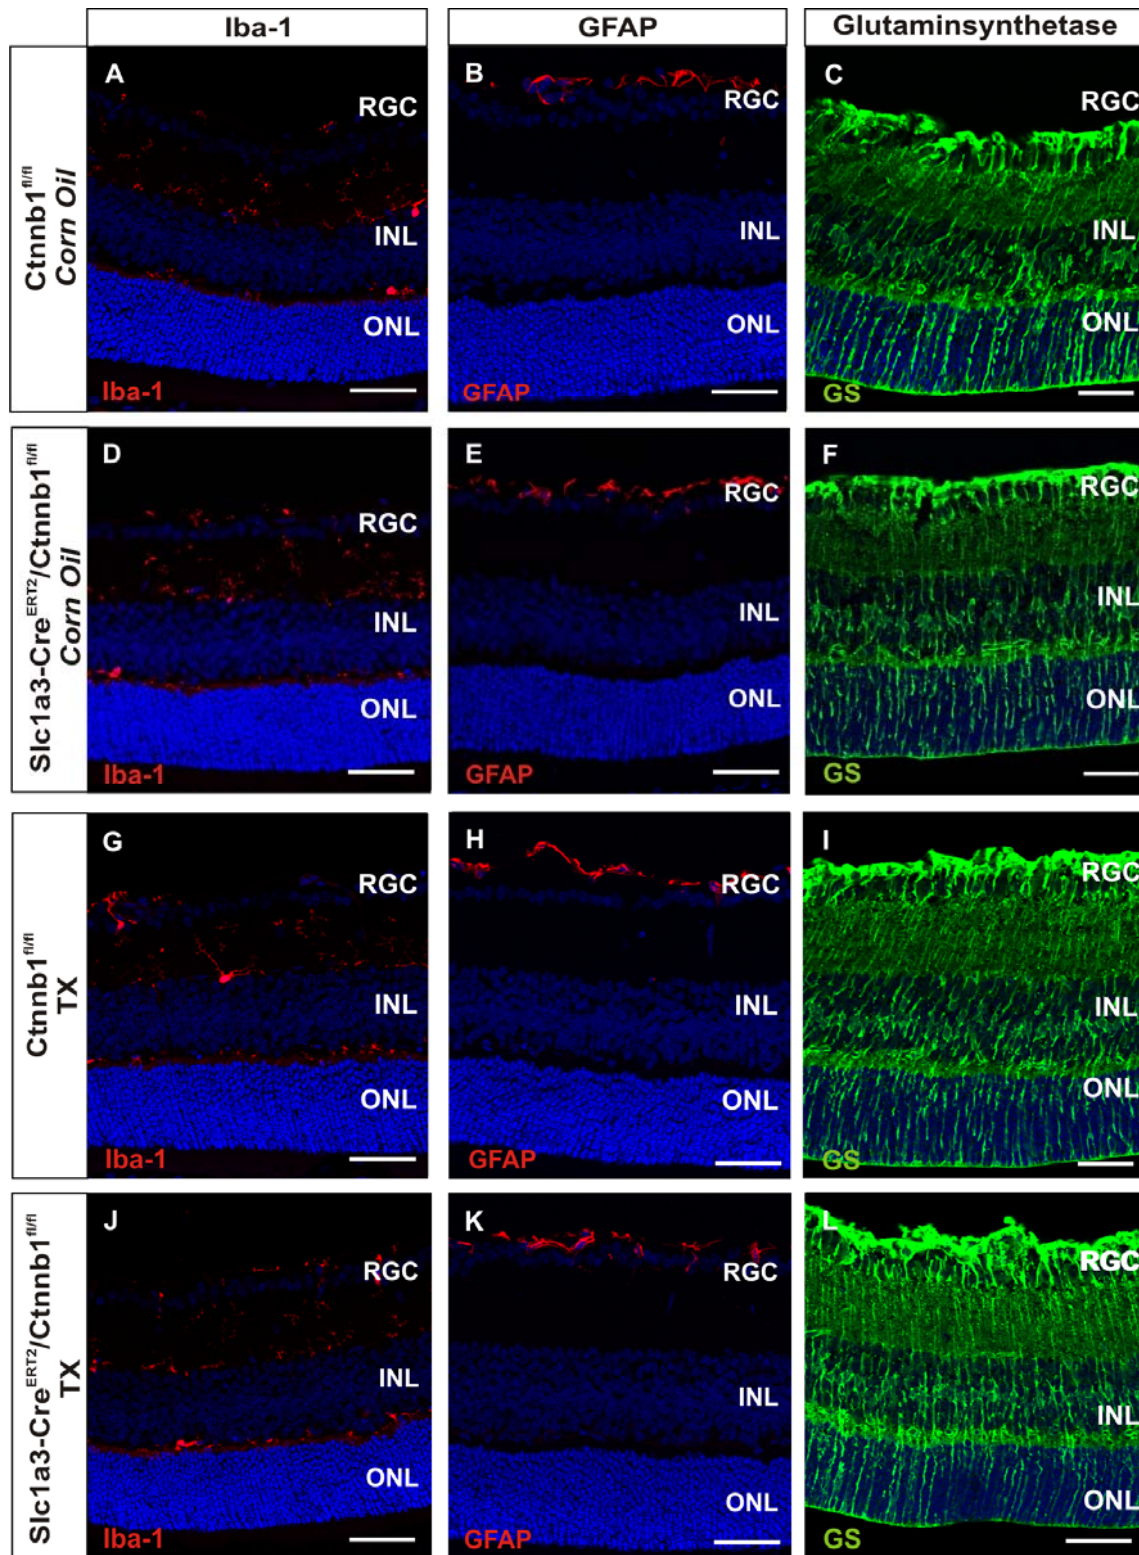 Iba-1 GFAP Glutaminsynthetase
Ctnnb1fl/fl
Corn Oil
A RGC INL ONL Iba-1
B RGC INL ONL GFAP
C RGC INL ONL GS
Slc1a3-CreERT2/Ctnnb1fl/fl
Corn Oil
D RGC INL ONL Iba-1
E RGC INL ONL GFAP
F RGC INL ONL GS
Ctnnb1fl/fl
TX
G RGC INL ONL Iba-1
H RGC INL ONL GFAP
I RGC INL ONL GS
Slc1a3-CreERT2/Ctnnb1fl/fl
TX
J RGC INL ONL Iba-1
K RGC INL ONL GFAP
L RGC INL ONL GS